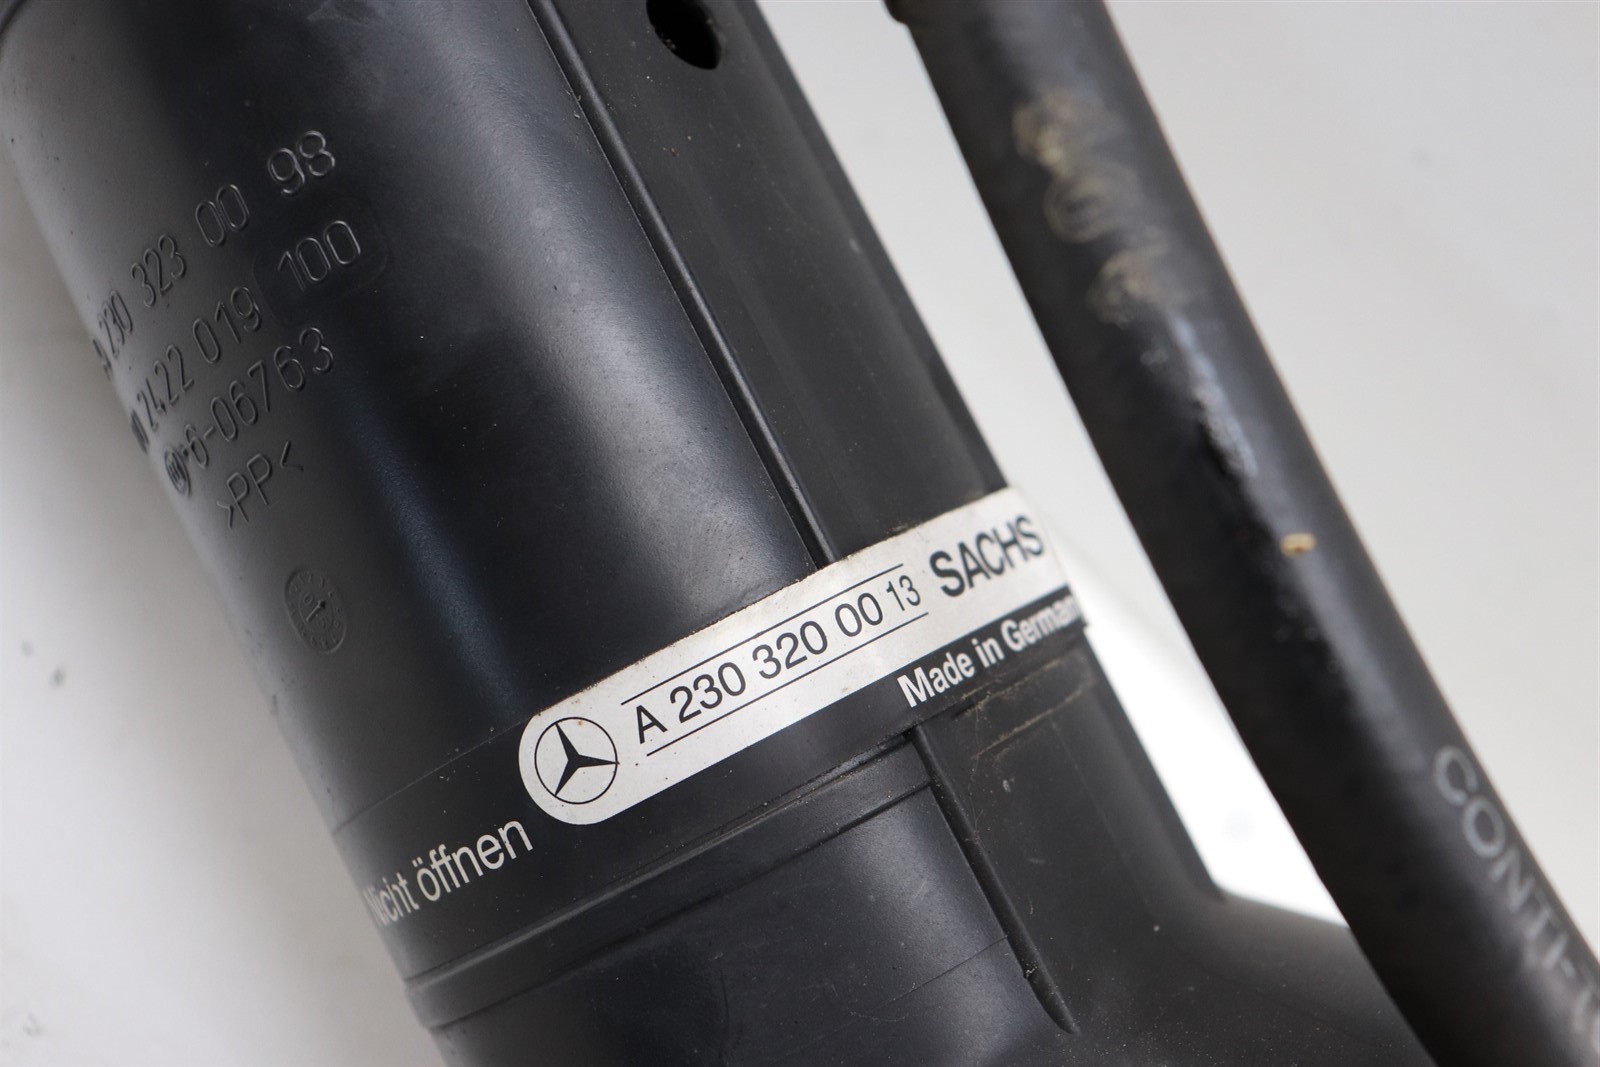 230 323 00 98
2422 019 100
6-06763
>PP<
A 230 320 00 13 SACHS
Made in German
Nicht öffnen
CONTI-